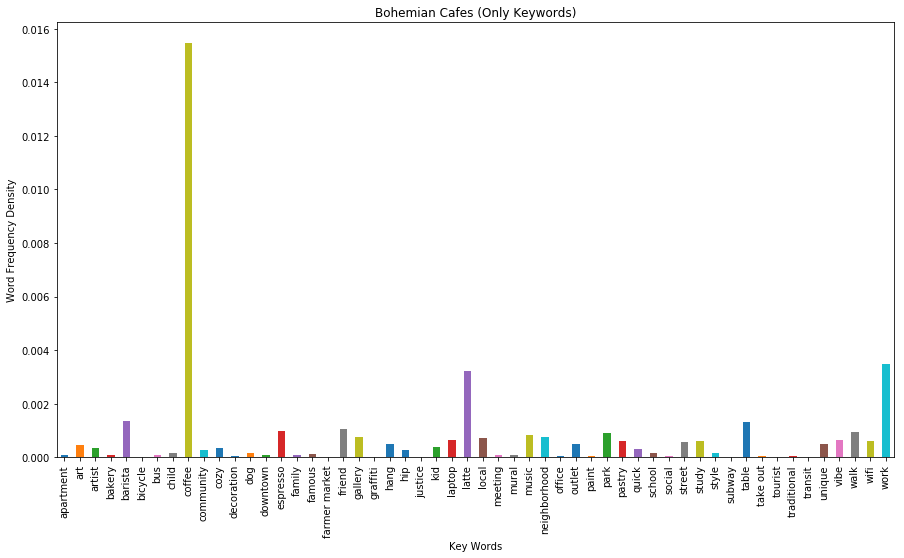 Bohemian Cafes (Only Keywords)
0.016
0.014
0.012
0.010
0.008
0.006
0.004
0.002
0.000
Word Frequency Density
apartment
art
artist
bakery
barista
bicycle
bus
child
coffee
community
cozy
decoration
dog
downtown
espresso
family
famous
farmer market
friend
gallery
graffiti
hang
hip
justice
kid
laptop
latte
local
meeting
mural
music
neighborhood
office
outlet
paint
park
pastry
quick
school
social
street
study
style
subway
table
take out
tourist
traditional
transit
unique
vibe
walk
wifi
work
Key Words